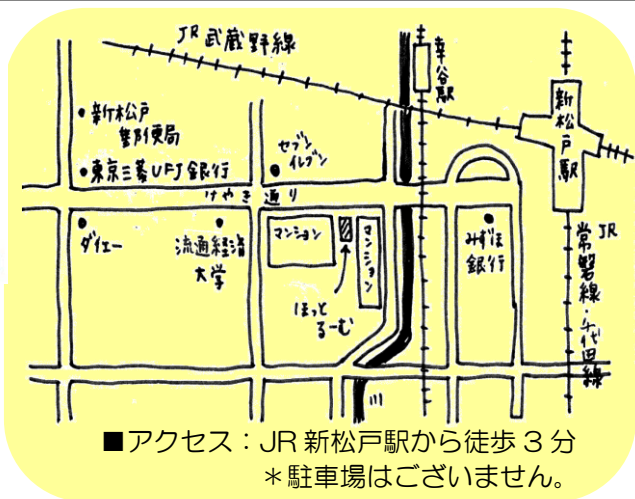 JR武蔵野線
幸谷駅
新松戸駅
新松戸
郵便局
東京三菱UFJ銀行
セブン
イレブン
けやき通り
ダイエー
流通経済
大学
マンション
マンション
みずほ
銀行
JR
常磐線・千代田線
ほっと
るーむ
川
■アクセス：JR新松戸駅から徒歩3分
＊駐車場はございません。